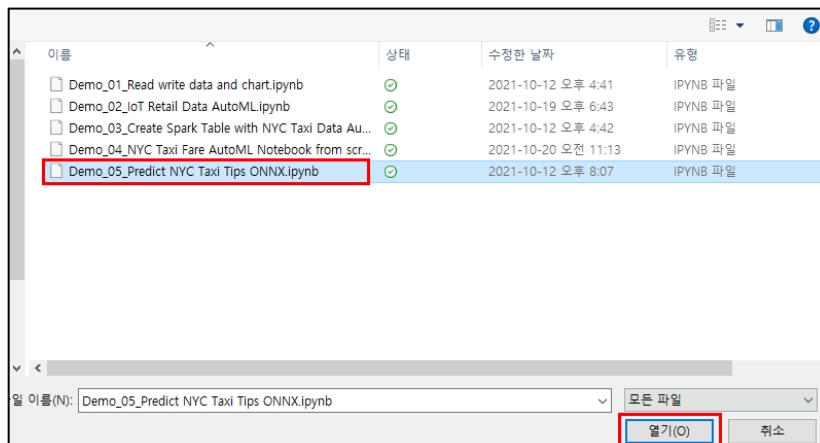 이름 상태 수정한 날짜 유형
Demo_01_Read write data and chart.ipynb 2021-10-12 오후 4:41 IPYNB 파일
Demo_02_IoT Retail Data AutoML.ipynb 2021-10-19 오후 6:43 IPYNB 파일
Demo_03_Create Spark Table with NYC Taxi Data Au... 2021-10-12 오후 4:42 IPYNB 파일
Demo_04_NYC Taxi Fare AutoML Notebook from scr... 2021-10-20 오전 11:13 IPYNB 파일
Demo_05_Predict NYC Taxi Tips ONNX.ipynb 2021-10-12 오후 8:07 IPYNB 파일
일 이름(N): Demo_05_Predict NYC Taxi Tips ONNX.ipynb 모든 파일
열기(O) 취소